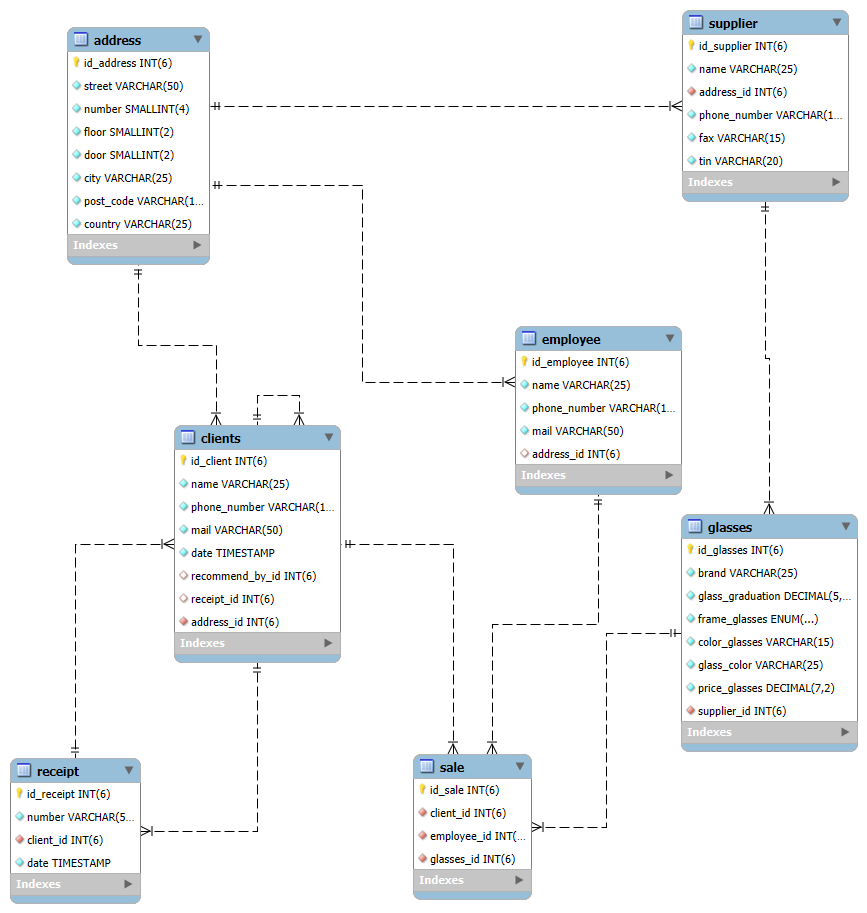 address
id_address INT(6)
street VARCHAR(50)
number SMALLINT(4)
floor SMALLINT(2)
door SMALLINT(2)
city VARCHAR(25)
post_code VARCHAR(1...
country VARCHAR(25)
Indexes
supplier
id_supplier INT(6)
name VARCHAR(25)
address_id INT(6)
phone_number VARCHAR(1...
fax VARCHAR(15)
tin VARCHAR(20)
Indexes
employee
id_employee INT(6)
name VARCHAR(25)
phone_number VARCHAR(1...
mail VARCHAR(50)
address_id INT(6)
Indexes
clients
id_client INT(6)
name VARCHAR(25)
phone_number VARCHAR(1...
mail VARCHAR(50)
date TIMESTAMP
recommend_by_id INT(6)
receipt_id INT(6)
address_id INT(6)
Indexes
glasses
id_glasses INT(6)
brand VARCHAR(25)
glass_graduation DECIMAL(5,...
frame_glasses ENUM(...)
color_glasses VARCHAR(15)
glass_color VARCHAR(25)
price_glasses DECIMAL(7,2)
supplier_id INT(6)
Indexes
receipt
id_receipt INT(6)
number VARCHAR(5...
client_id INT(6)
date TIMESTAMP
Indexes
sale
id_sale INT(6)
client_id INT(6)
employee_id INT(...
glasses_id INT(6)
Indexes